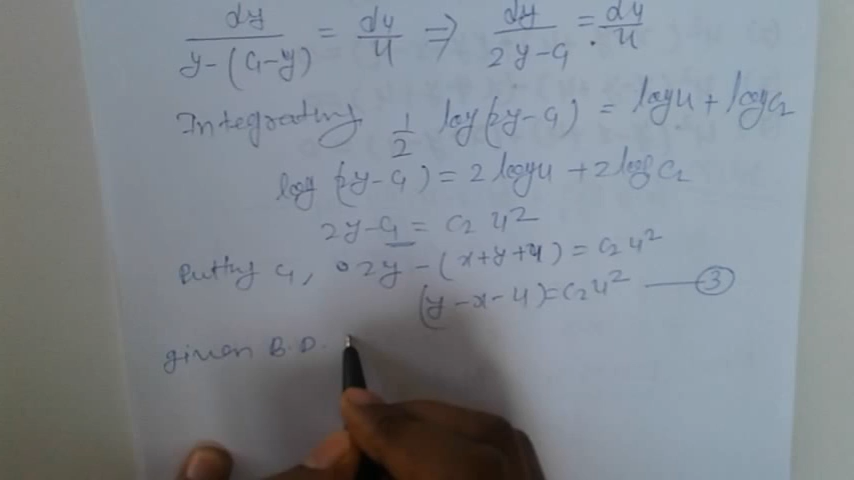 dy/(y-(C₁-y)) = du/u ⇒ dy/(2y-C₁) = du/u
Integrating 1/2 log(2y-C₁) = log u + log C₂
log (2y-C₁) = 2 log u + 2 log C₂
2y-C₁ = C₂ u²
Putting C₁, 2y-(x+y+u) = C₂ u²
(y-x-u) = C₂ u² — ③
given B.D.